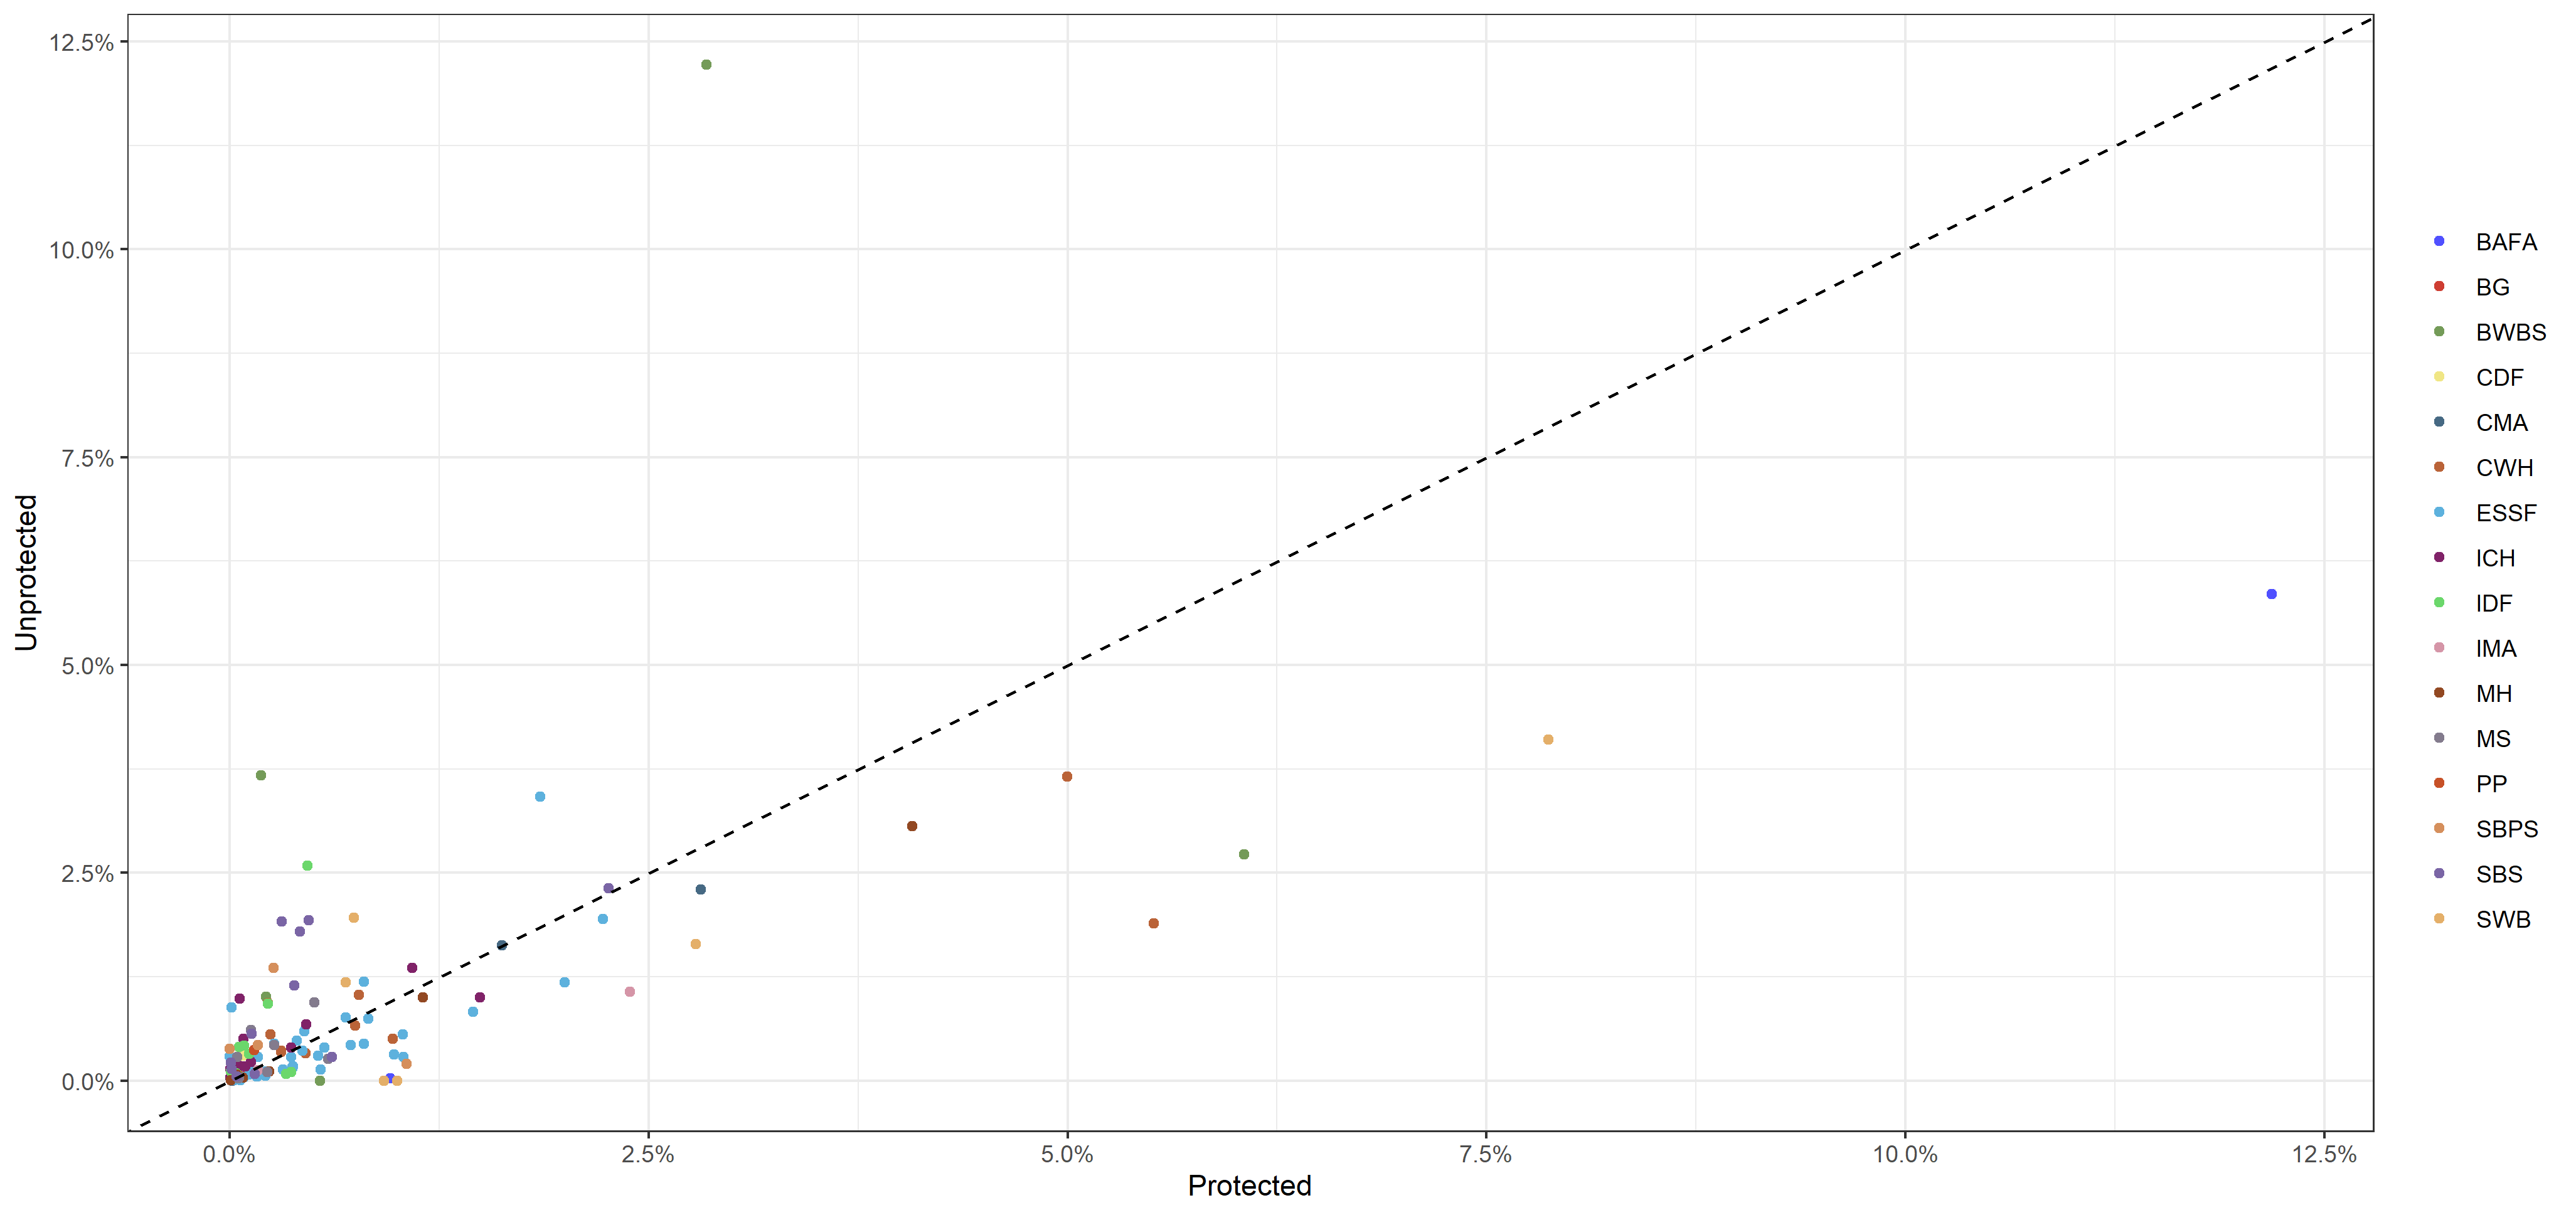 12.5%
10.0%
7.5%
5.0%
2.5%
0.0%
Unprotected
0.0% 2.5% 5.0% 7.5% 10.0% 12.5%
Protected
BAFA
BG
BWBS
CDF
CMA
CWH
ESSF
ICH
IDF
IMA
MH
MS
PP
SBPS
SBS
SWB